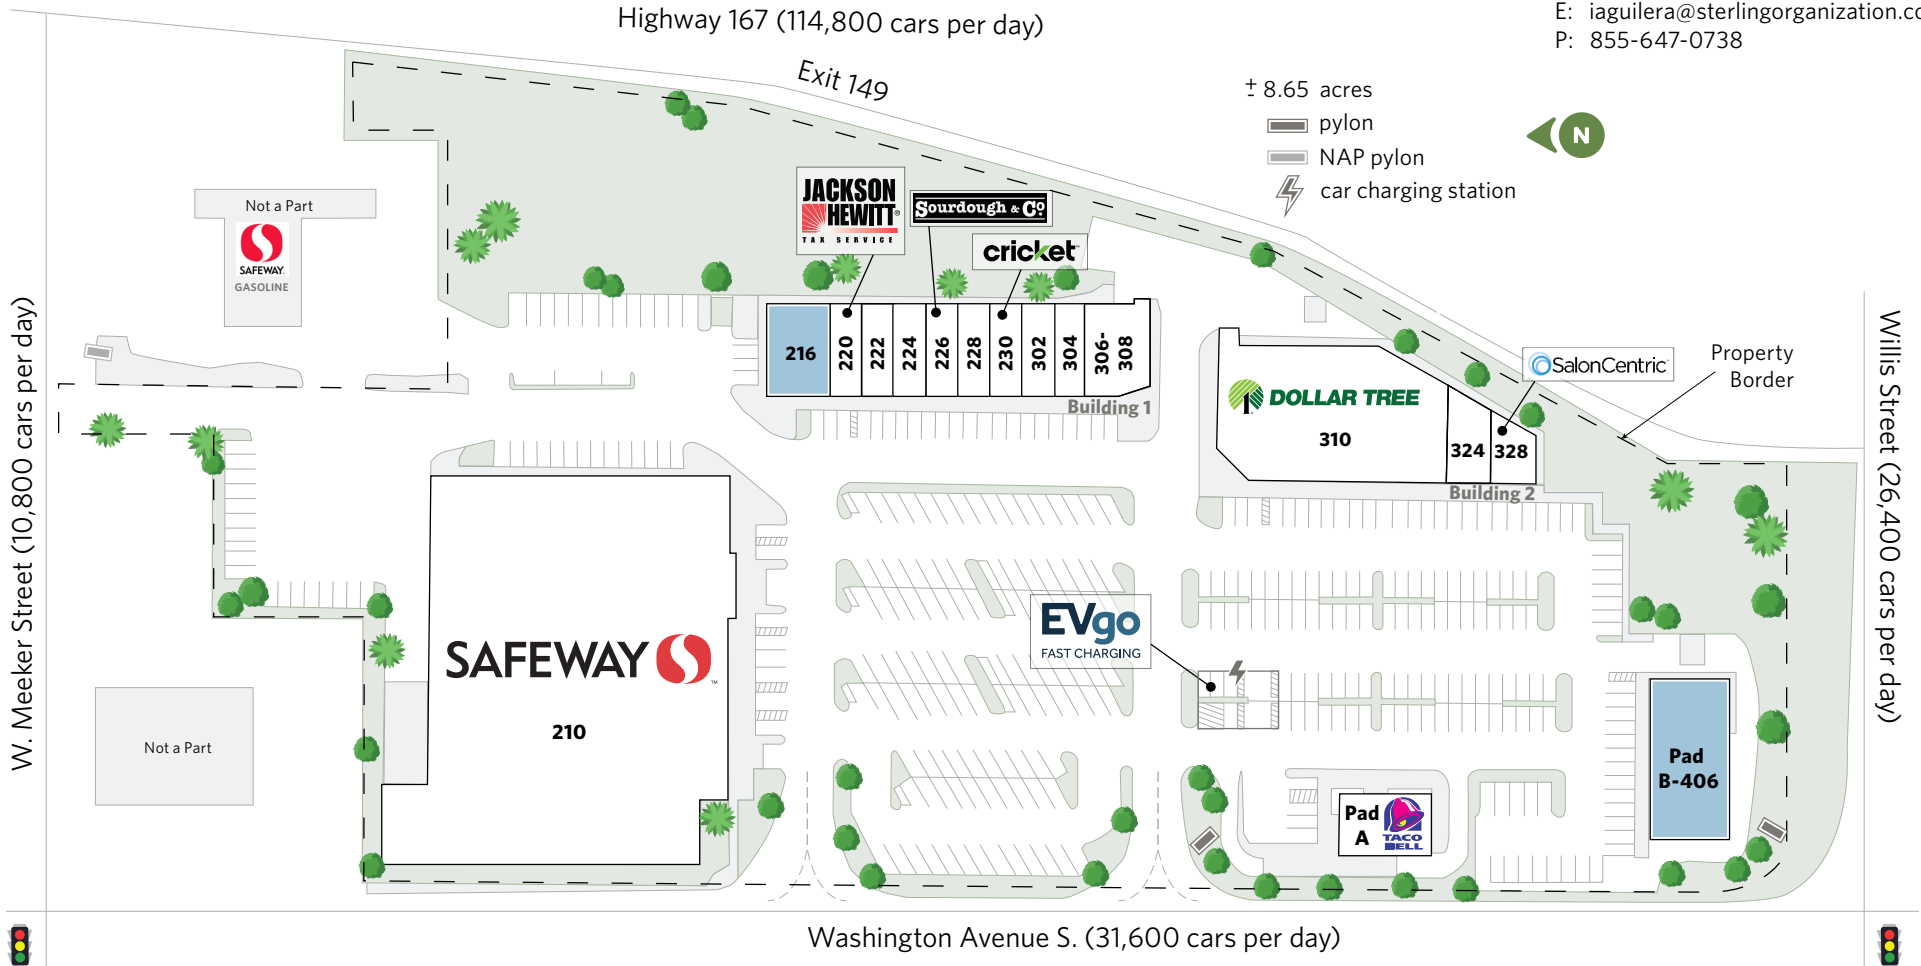 Highway 167 (114,800 cars per day)
E: iaguilera@sterlingorganization.co
P: 855-647-0738
Exit 149
± 8.65 acres
pylon
NAP pylon
car charging station
N
JACKSON
HEWITT®
TAX SERVICE
Sourdough & Co
cricket
Not a Part
SAFEWAY.
GASOLINE
216
220
222
224
226
228
230
302
304
306-
308
Building 1
DOLLAR TREE
310
324
328
Building 2
SalonCentric
Property
Border
W. Meeker Street (10,800 cars per day)
Willis Street (26,400 cars per day)
SAFEWAY
™
210
EVgo
FAST CHARGING
Not a Part
Pad
B-406
Pad
A
TACO
BELL
Washington Avenue S. (31,600 cars per day)